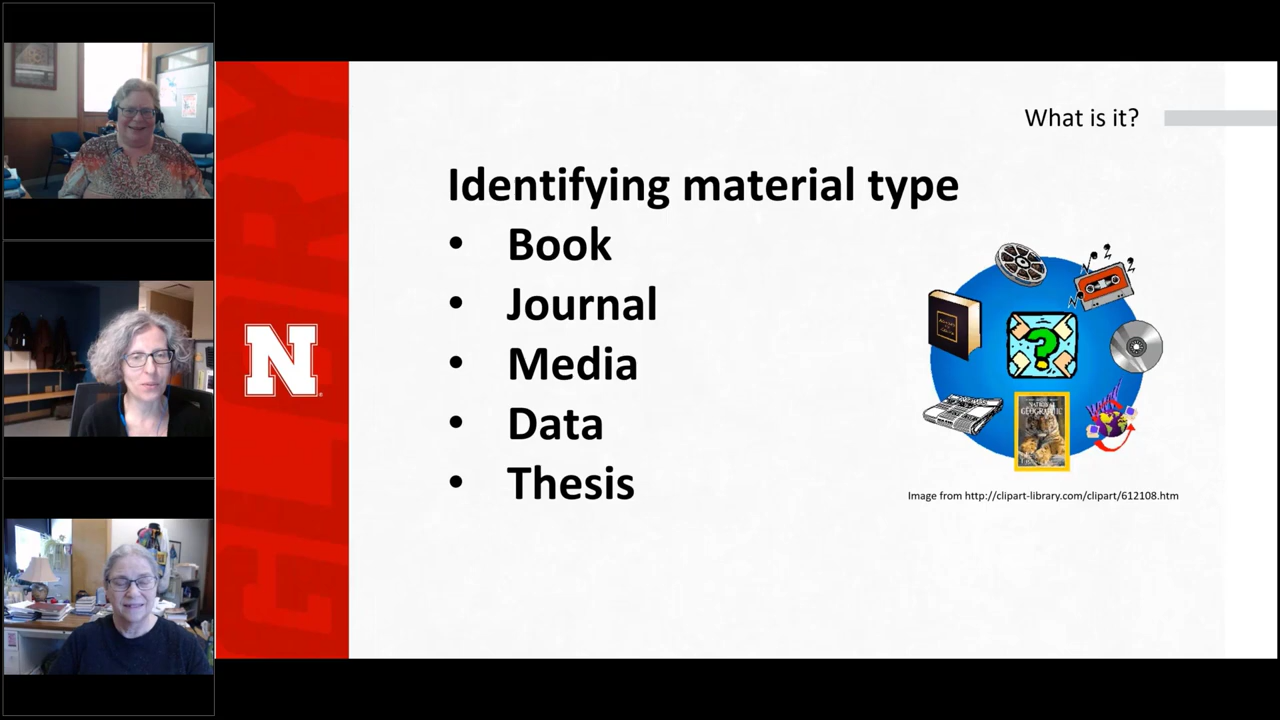 What is it?
Identifying material type
• Book
• Journal
• Media
• Data
• Thesis
N
GLORY
NATIONAL
GEOGRAPHIC
Image from http://clipart-library.com/clipart/612108.htm